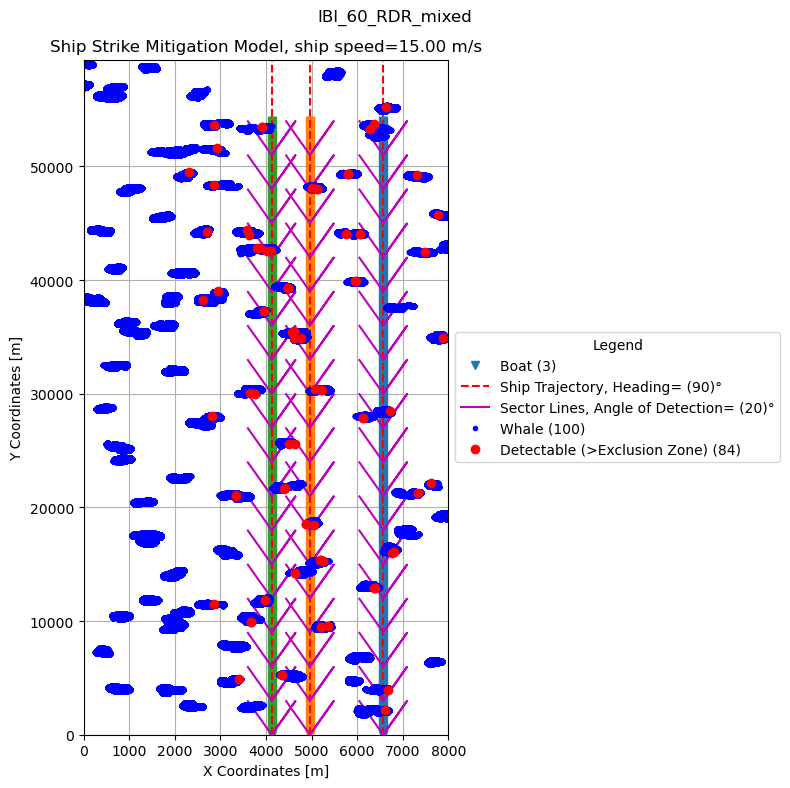 IBI_60_RDR_mixed
Ship Strike Mitigation Model, ship speed=15.00 m/s
Y Coordinates [m]
50000
40000
30000
20000
10000
0
0 1000 2000 3000 4000 5000 6000 7000 8000
X Coordinates [m]
Legend
Boat (3)
Ship Trajectory, Heading= (90)°
Sector Lines, Angle of Detection= (20)°
Whale (100)
Detectable (>Exclusion Zone) (84)